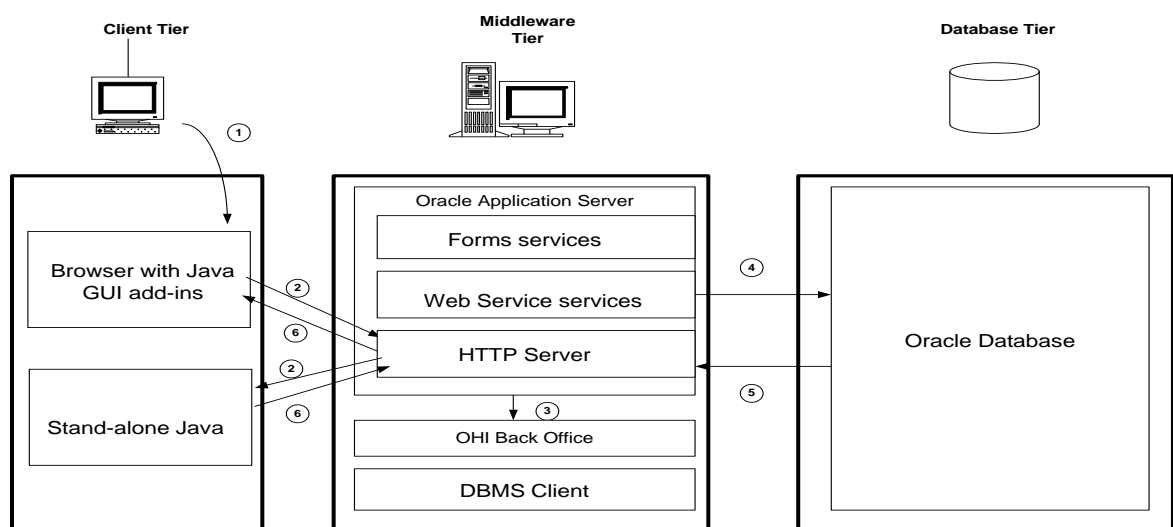 Client Tier
Middleware
Tier
Database Tier
1
Oracle Application Server
Forms services
Browser with Java
GUI add-ins
2
4
Web Service services
6
HTTP Server
Oracle Database
2
5
6
3
Stand-alone Java
OHI Back Office
DBMS Client